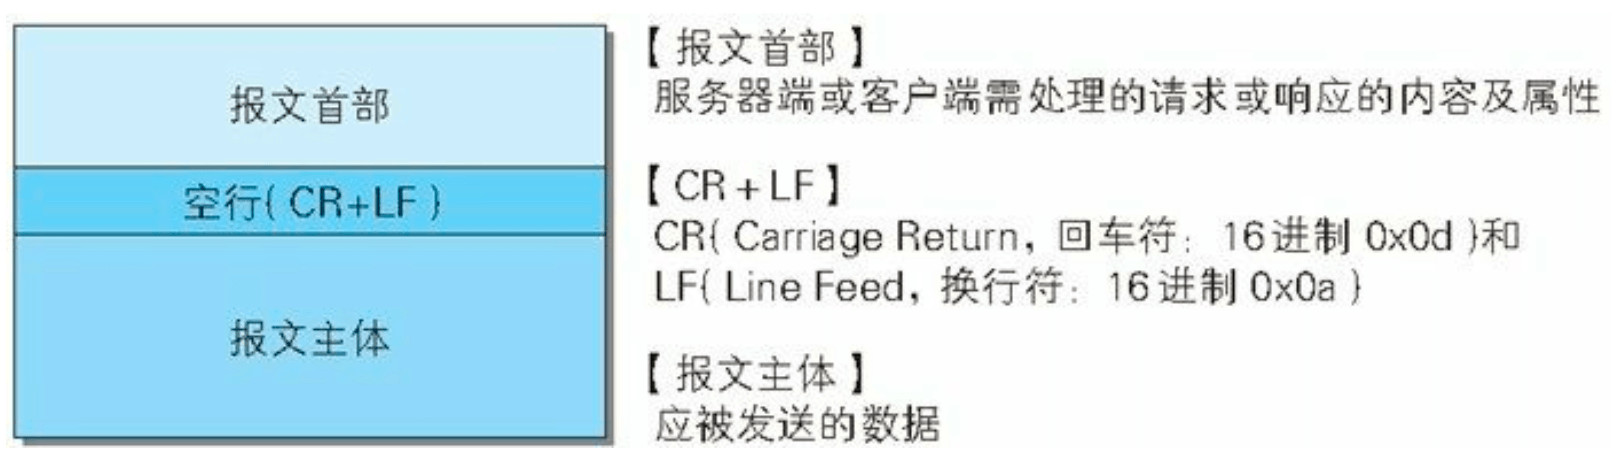 报文首部
空行(CR+LF)
报文主体
【报文首部】
服务器端或客户端需处理的请求或响应的内容及属性
【CR+LF】
CR(Carriage Return，回车符：16进制 0x0d)和
LF(Line Feed，换行符：16进制 0x0a)
【报文主体】
应被发送的数据